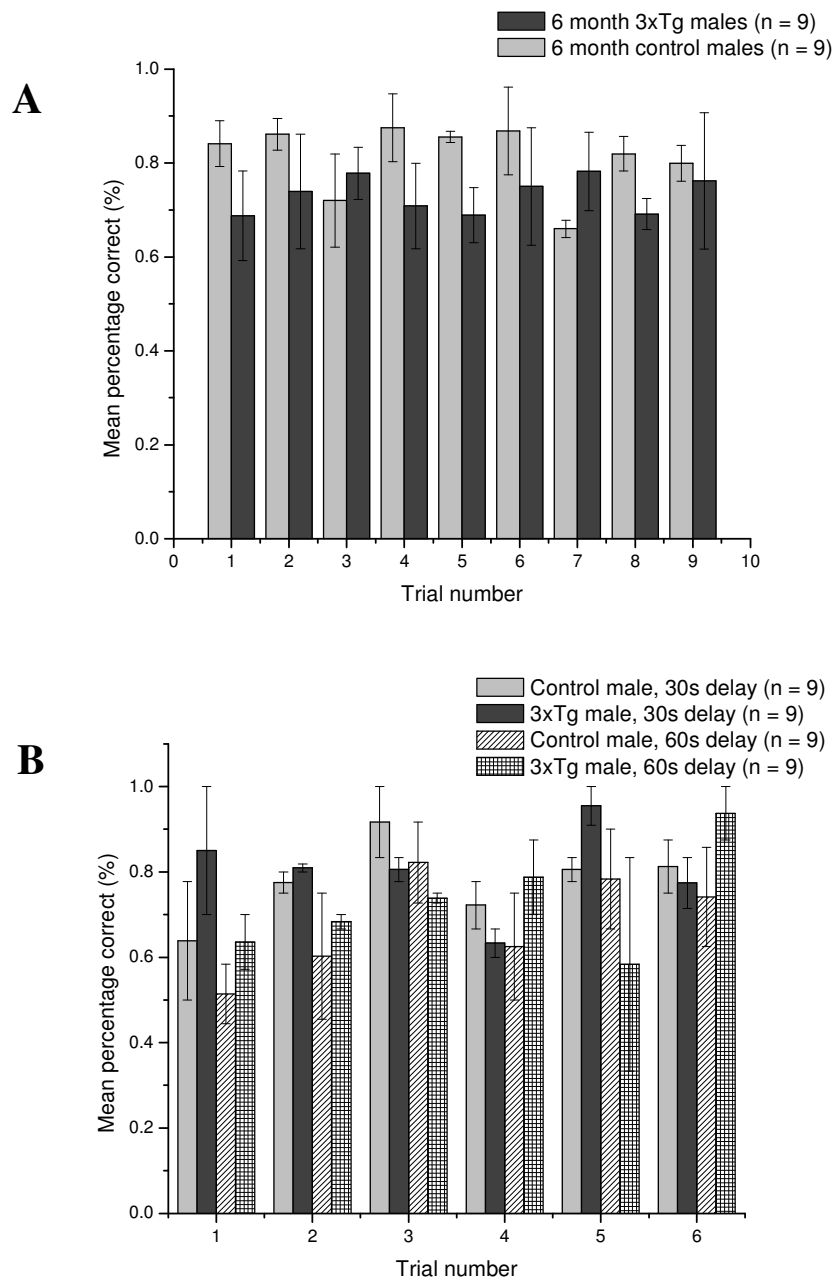 6 month 3xTg males (n = 9)
6 month control males (n = 9)
A
1.0
0.8
0.6
0.4
0.2
0.0
Mean percentage correct (%)
0 1 2 3 4 5 6 7 8 9 10
Trial number
Control male, 30s delay (n = 9)
3xTg male, 30s delay (n = 9)
Control male, 60s delay (n = 9)
3xTg male, 60s delay (n = 9)
B
1.0
0.8
0.6
0.4
0.2
0.0
Mean percentage correct (%)
1 2 3 4 5 6
Trial number